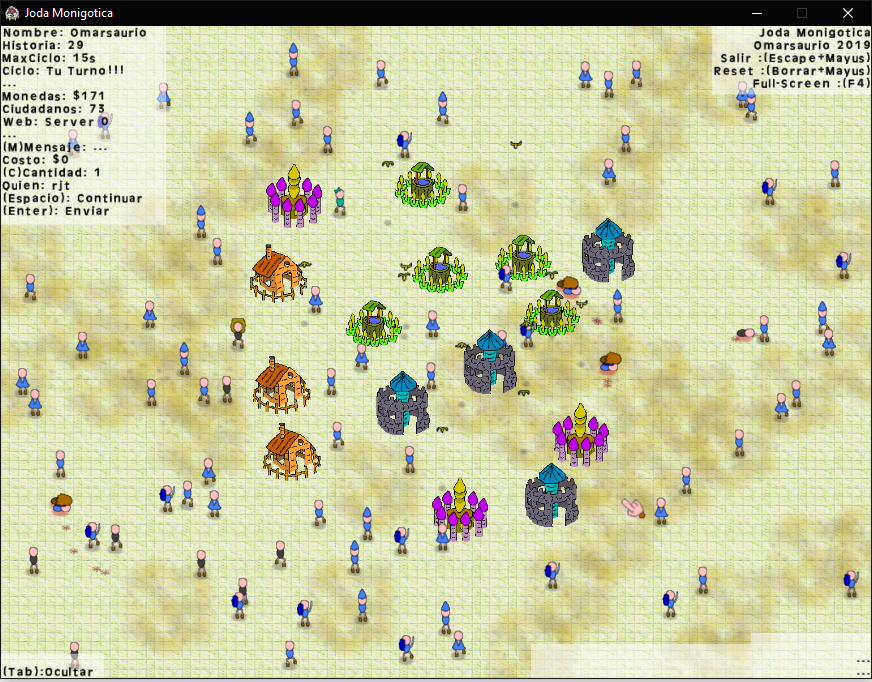 Joda Monigotica
Nombre: Omarsaurio
Historia: 29
MaxCiclo: 15s
Ciclo: Tu Turno!!!
---
Monedas: $171
Ciudadanos: 73
Web: Server 0
---
(M)Mensaje: ---
Costo: $0
(C)Cantidad: 1
Quien: rjt
(Espacio): Continuar
(Enter): Enviar
Joda Monigotica
Omarsaurio 2019
Salir :(Escape+Mayus)
Reset :(Borrar+Mayus)
Full-Screen :(F4)
(Tab):Ocultar
---
---